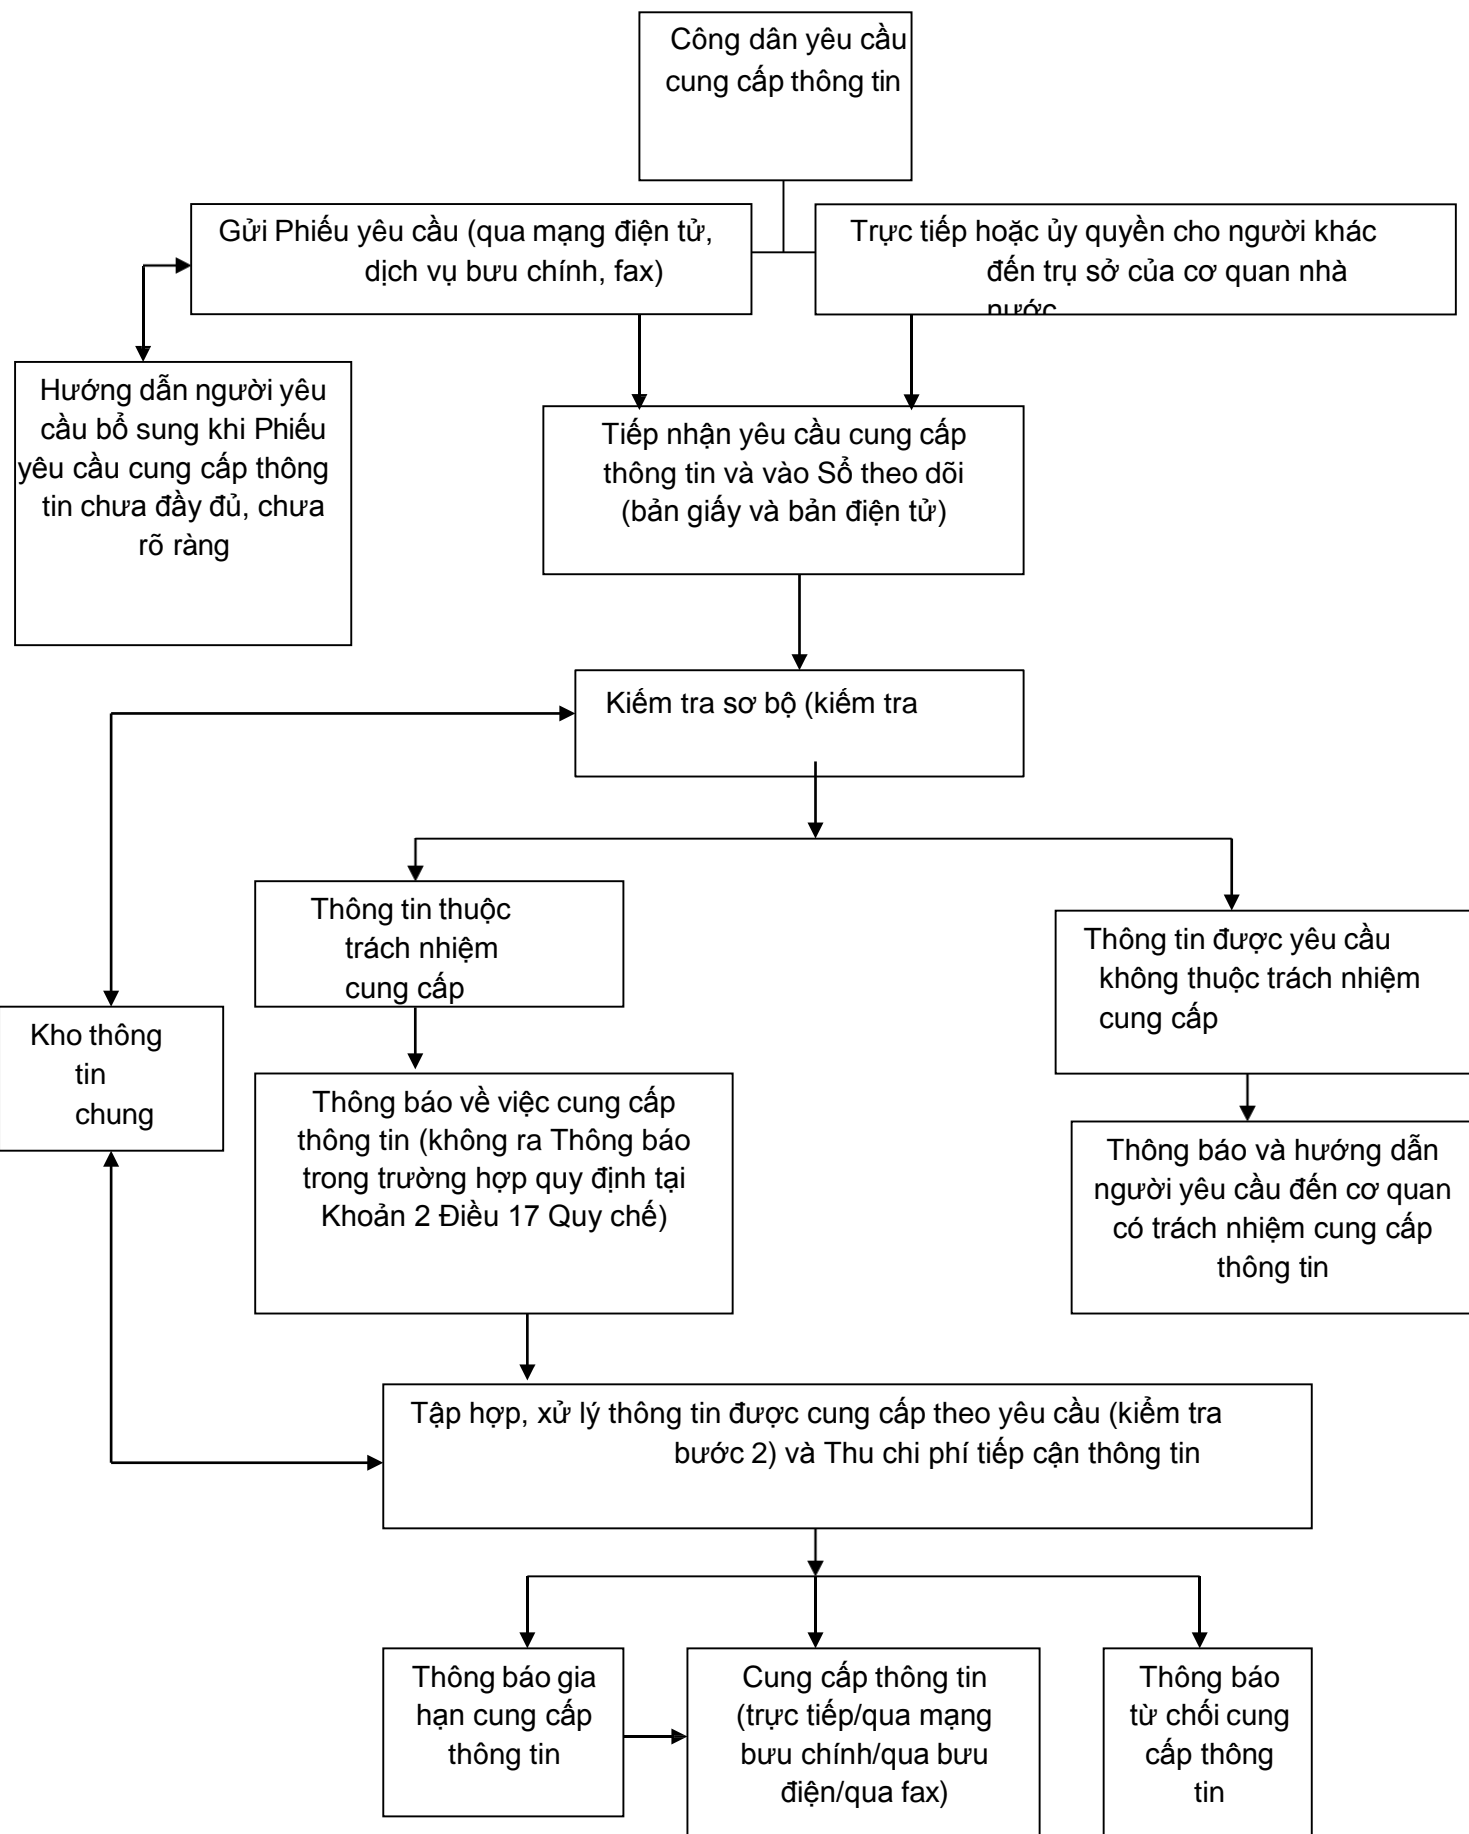 Công dân yêu cầu
cung cấp thông tin
Gửi Phiếu yêu cầu (qua mạng điện tử,
dịch vụ bưu chính, fax)
Trực tiếp hoặc ủy quyền cho người khác
đến trụ sở của cơ quan nhà
nước
Hướng dẫn người yêu
cầu bổ sung khi Phiếu
yêu cầu cung cấp thông
tin chưa đầy đủ, chưa
rõ ràng
Tiếp nhận yêu cầu cung cấp
thông tin và vào Sổ theo dõi
(bản giấy và bản điện tử)
Kiểm tra sơ bộ (kiểm tra
Thông tin thuộc
trách nhiệm
cung cấp
Thông tin được yêu cầu
không thuộc trách nhiệm
cung cấp
Kho thông
tin
chung
Thông báo về việc cung cấp
thông tin (không ra Thông báo
trong trường hợp quy định tại
Khoản 2 Điều 17 Quy chế)
Thông báo và hướng dẫn
người yêu cầu đến cơ quan
có trách nhiệm cung cấp
thông tin
Tập hợp, xử lý thông tin được cung cấp theo yêu cầu (kiểm tra
bước 2) và Thu chi phí tiếp cận thông tin
Thông báo gia
hạn cung cấp
thông tin
Cung cấp thông tin
(trực tiếp/qua mạng
bưu chính/qua bưu
điện/qua fax)
Thông báo
từ chối cung
cấp thông
tin